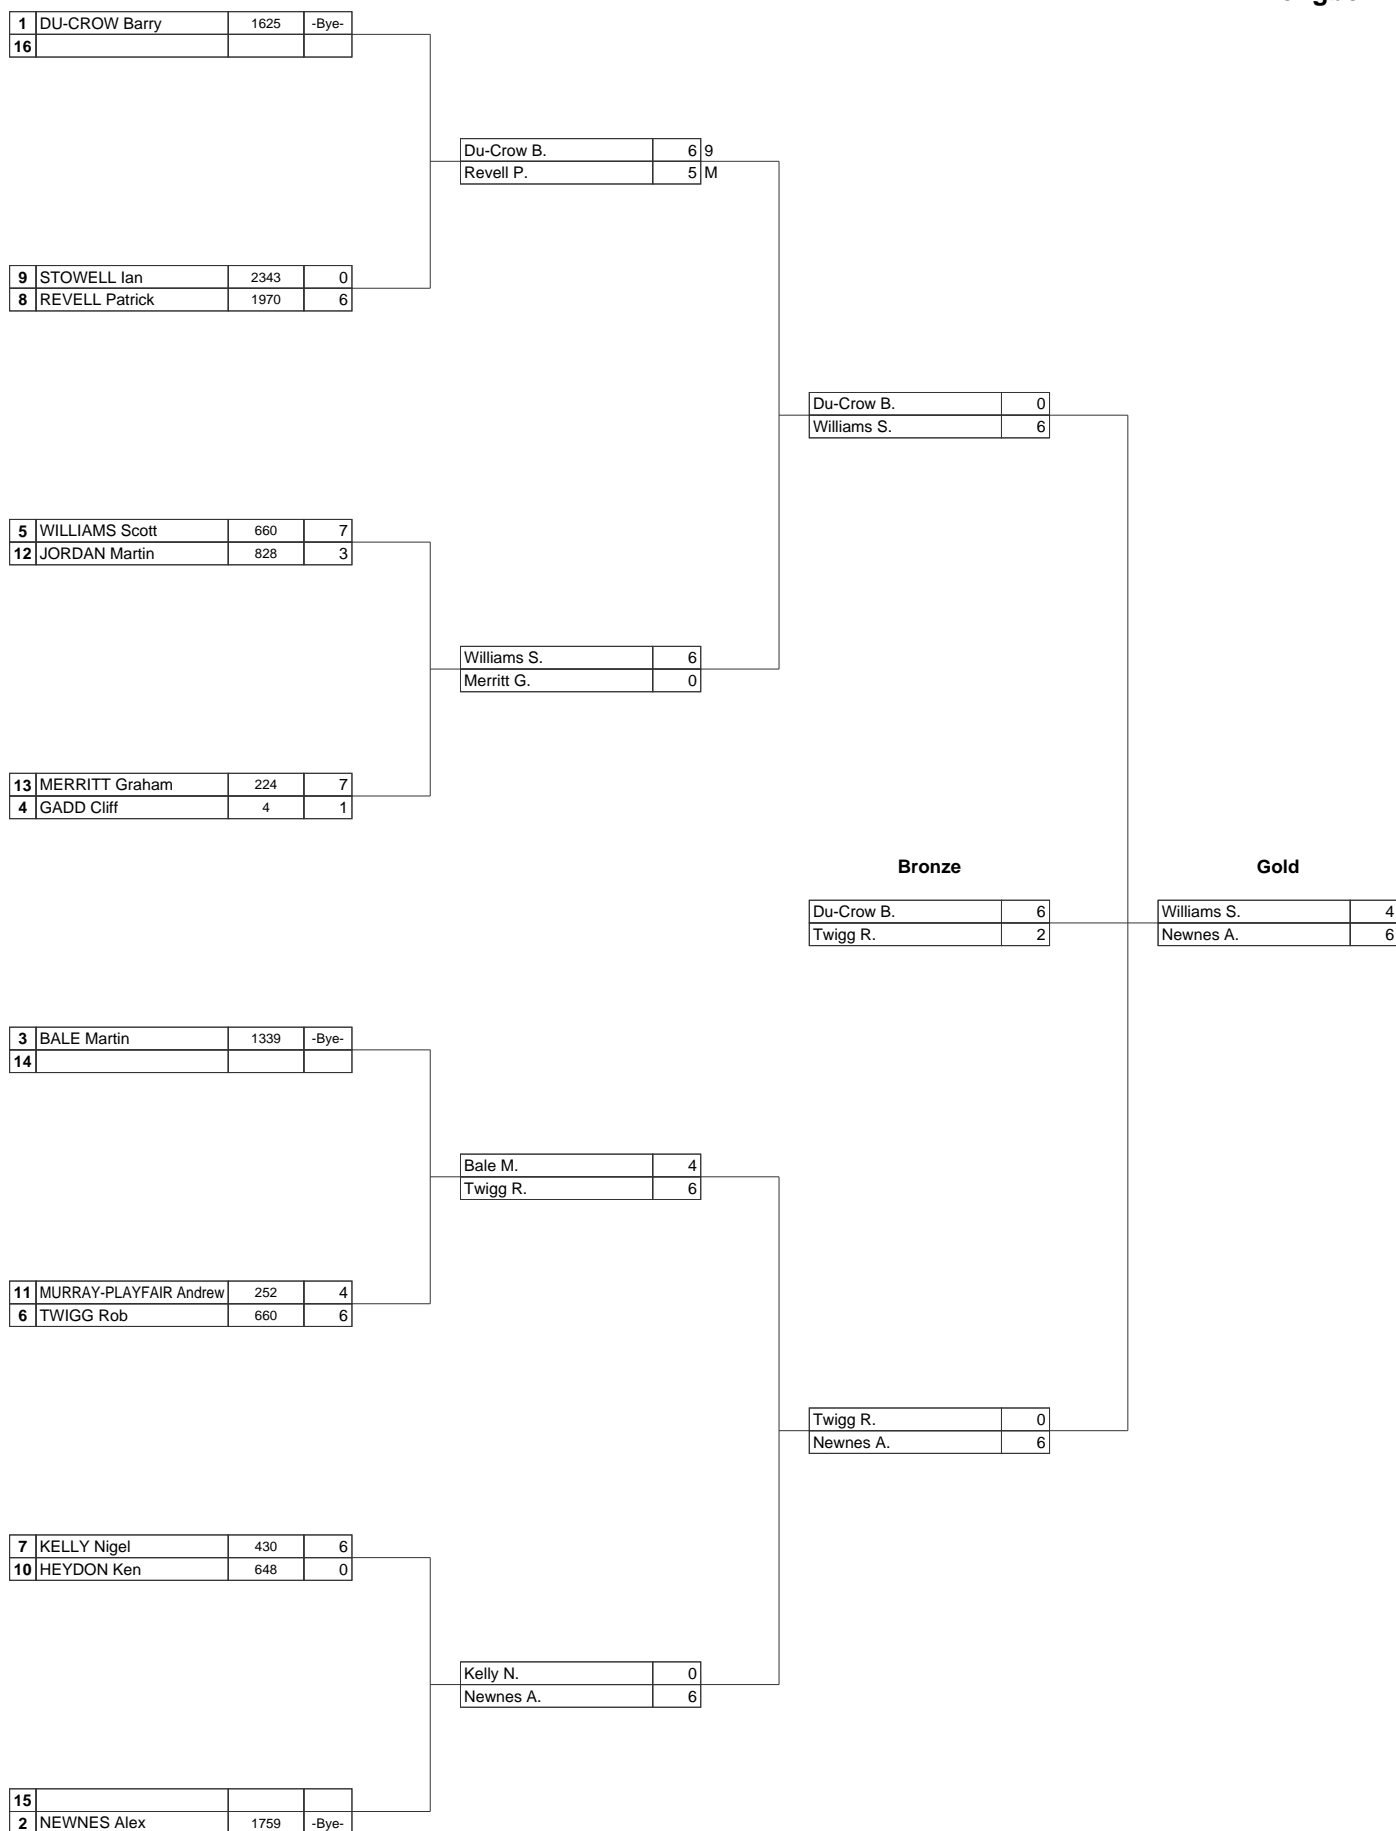 1 DU-CROW Barry 1625 -Bye-
16
Du-Crow B. 6 9
Revell P. 5 M
9 STOWELL Ian 2343 0
8 REVELL Patrick 1970 6
Du-Crow B. 0
Williams S. 6
5 WILLIAMS Scott 660 7
12 JORDAN Martin 828 3
Williams S. 6
Merritt G. 0
13 MERRITT Graham 224 7
4 GADD Cliff 4 1
Bronze Gold
Du-Crow B. 6 Williams S. 4
Twigg R. 2 Newnes A. 6
3 BALE Martin 1339 -Bye-
14
Bale M. 4
Twigg R. 6
11 MURRAY-PLAYFAIR Andrew 252 4
6 TWIGG Rob 660 6
Twigg R. 0
Newnes A. 6
7 KELLY Nigel 430 6
10 HEYDON Ken 648 0
Kelly N. 0
Newnes A. 6
15
2 NEWNES Alex 1759 -Bye-